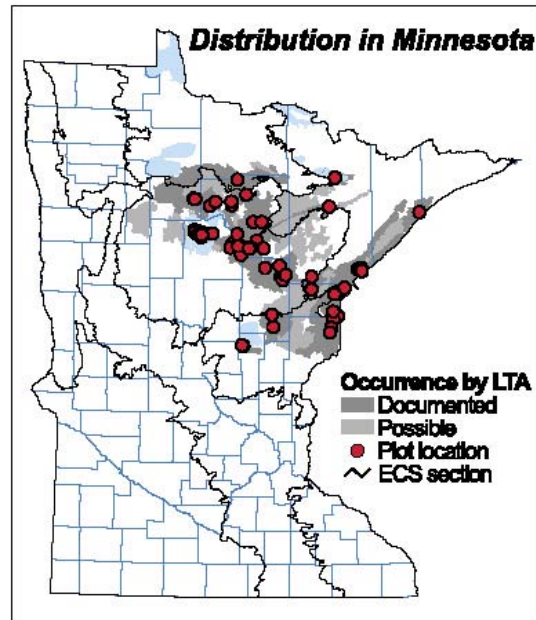 Distribution in Minnesota
Occurrence by LTA
Documented
Possible
Plot location
ECS section